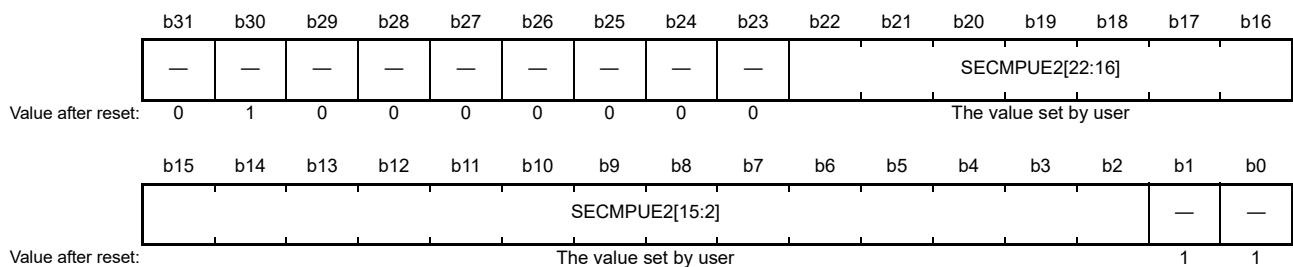 b31 b30 b29 b28 b27 b26 b25 b24 b23 b22 b21 b20 b19 b18 b17 b16
— — — — — — — — — SECMPUE2[22:16]
Value after reset: 0 1 0 0 0 0 0 0 0 The value set by user
b15 b14 b13 b12 b11 b10 b9 b8 b7 b6 b5 b4 b3 b2 b1 b0
SECMPUE2[15:2] — —
Value after reset: The value set by user 1 1